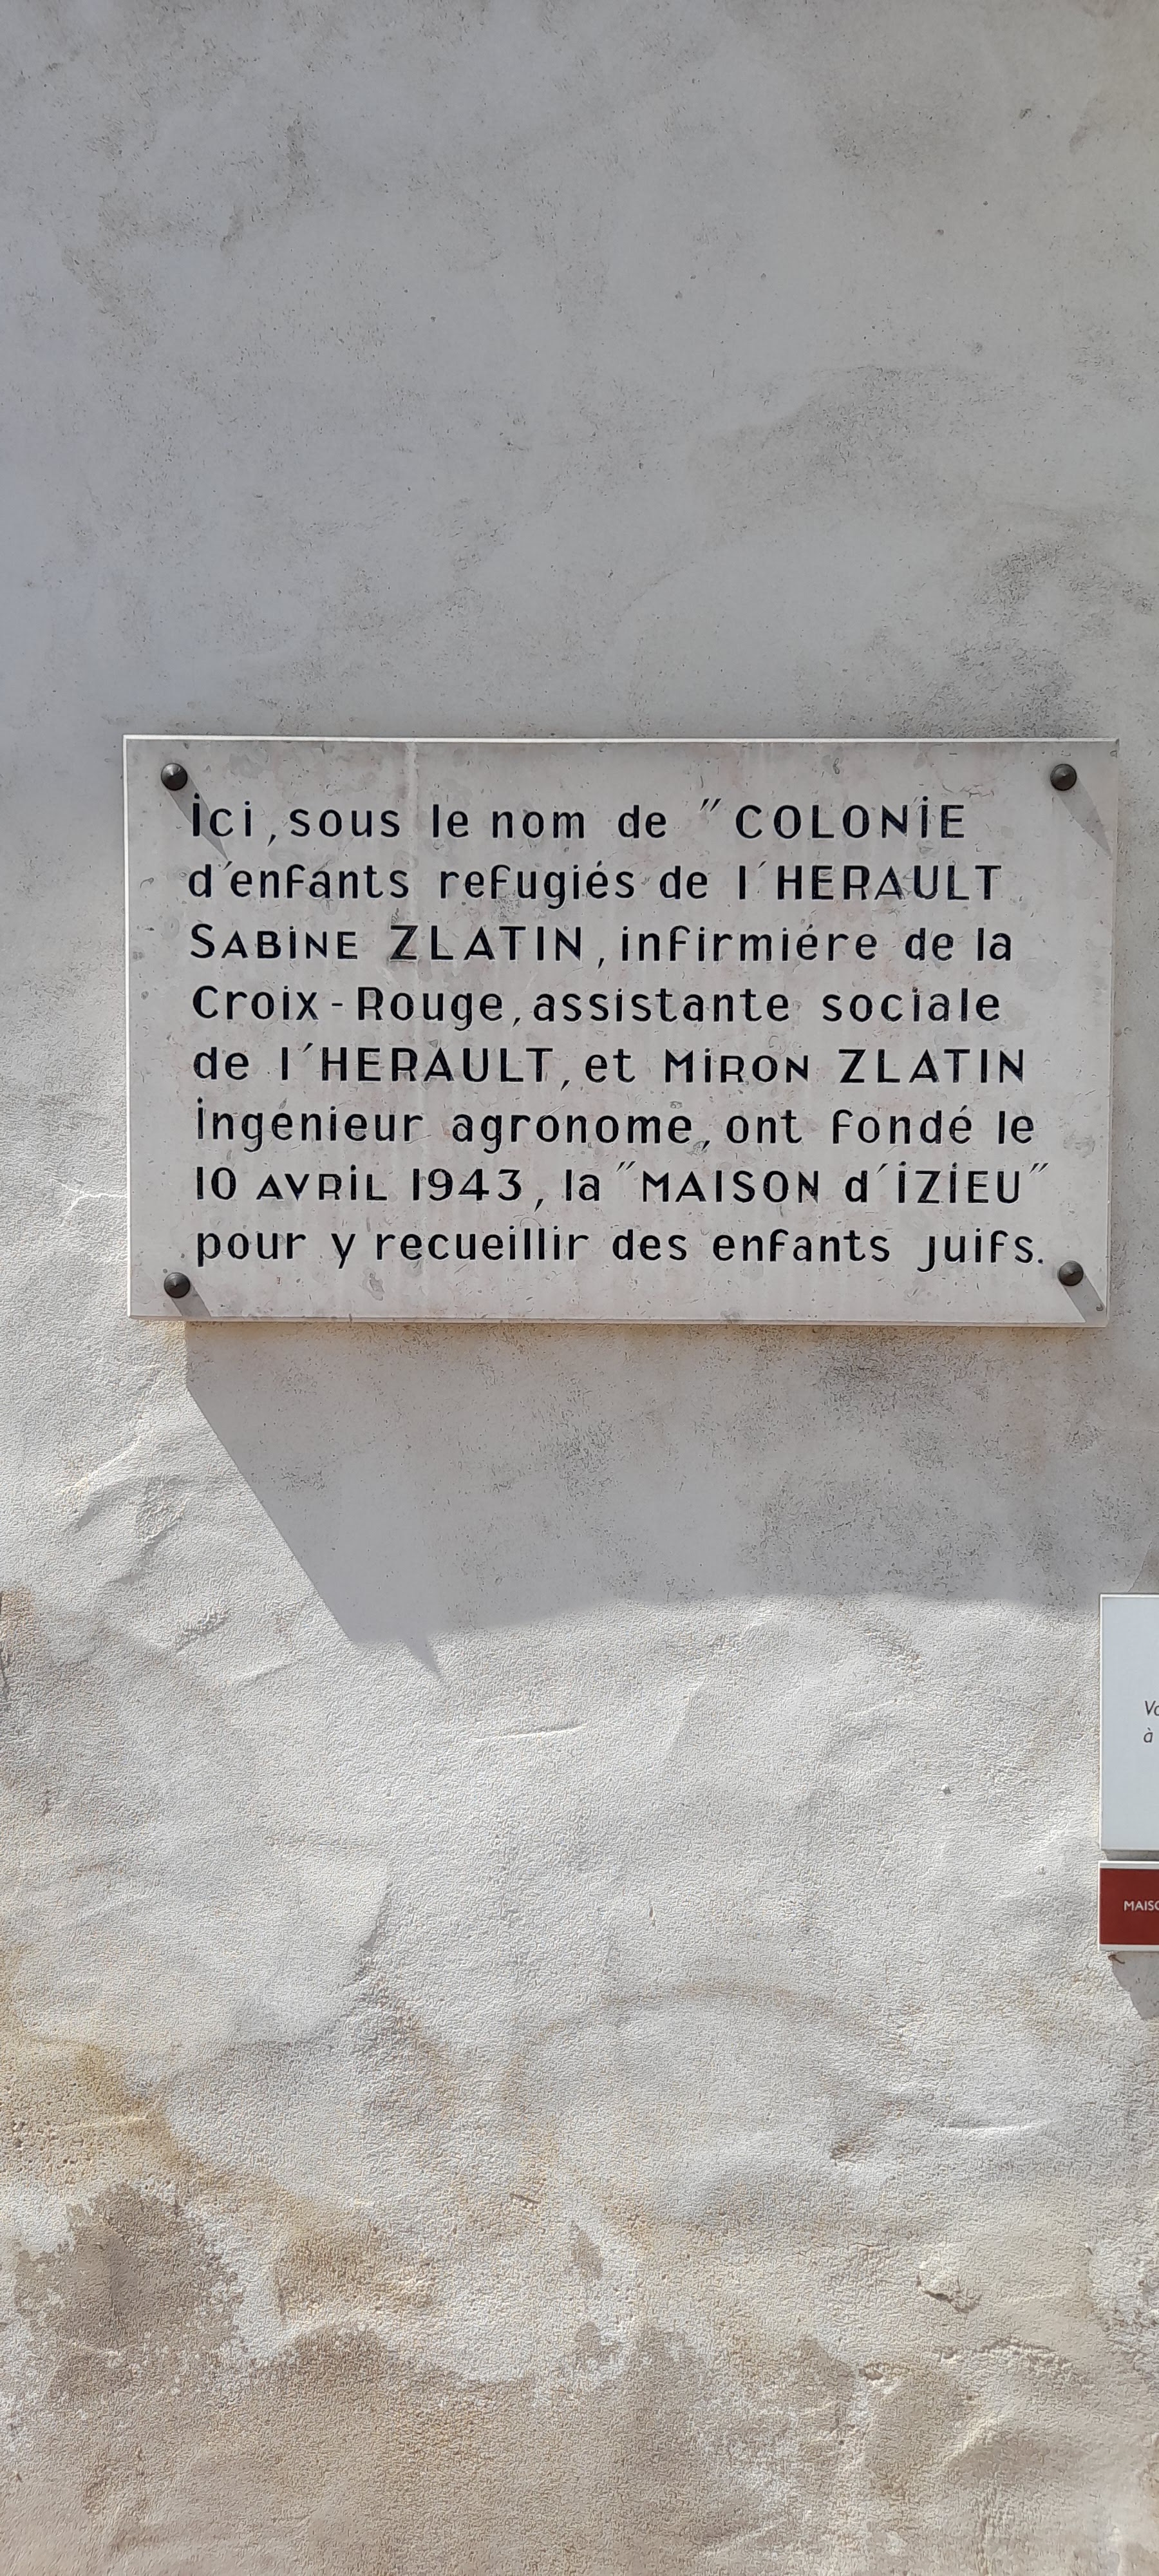 ici, sous le nom de "COLONiE
d'enfants refugiés de l'HERAULT
SABiNE ZLATIN, infirmiére de la
Croix-Rouge, assistante sociale
de l'HERAULT, et MiRON ZLATIN
ingenieur agronome, ont fondé le
10 AVRiL 1943, la "MAISON d'iZiEU"
pour y recueillir des enfants juifs.
à